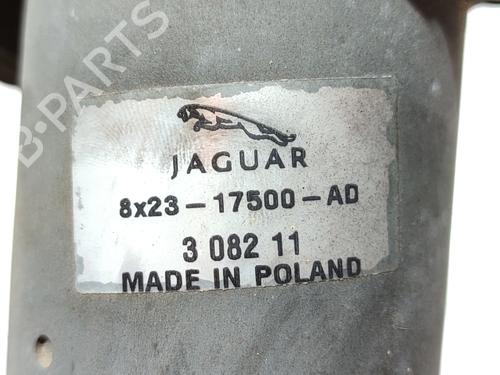 B-PARTS
JAGUAR
8x23-17500-AD
3 082 11
MADE IN POLAND